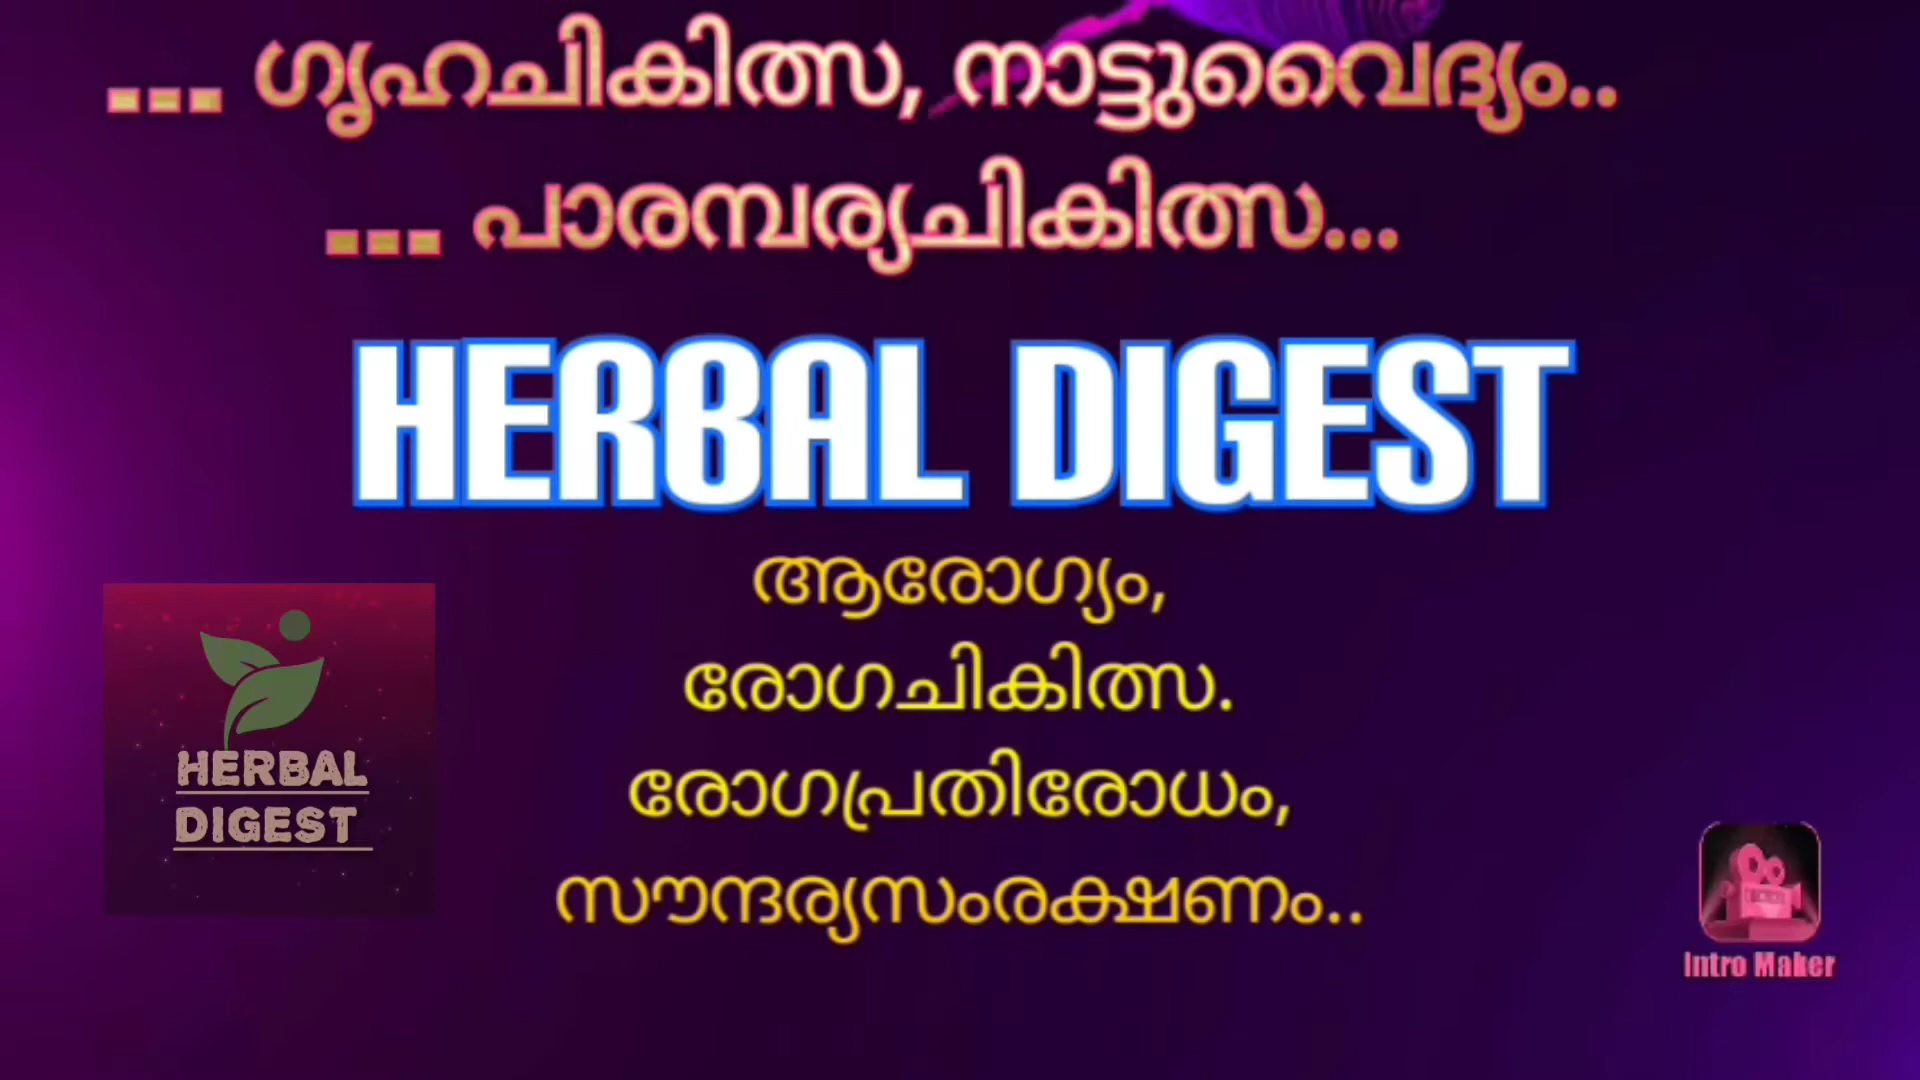 --- ഗൃഹചികിത്സ, നാട്ടുവൈദ്യം..
--- പാരമ്പര്യചികിത്സ...
HERBAL DIGEST
ആരോഗ്യം,
രോഗചികിത്സ.
രോഗപ്രതിരോധം,
സൗന്ദര്യസംരക്ഷണം..
HERBAL
DIGEST
Intro Maker